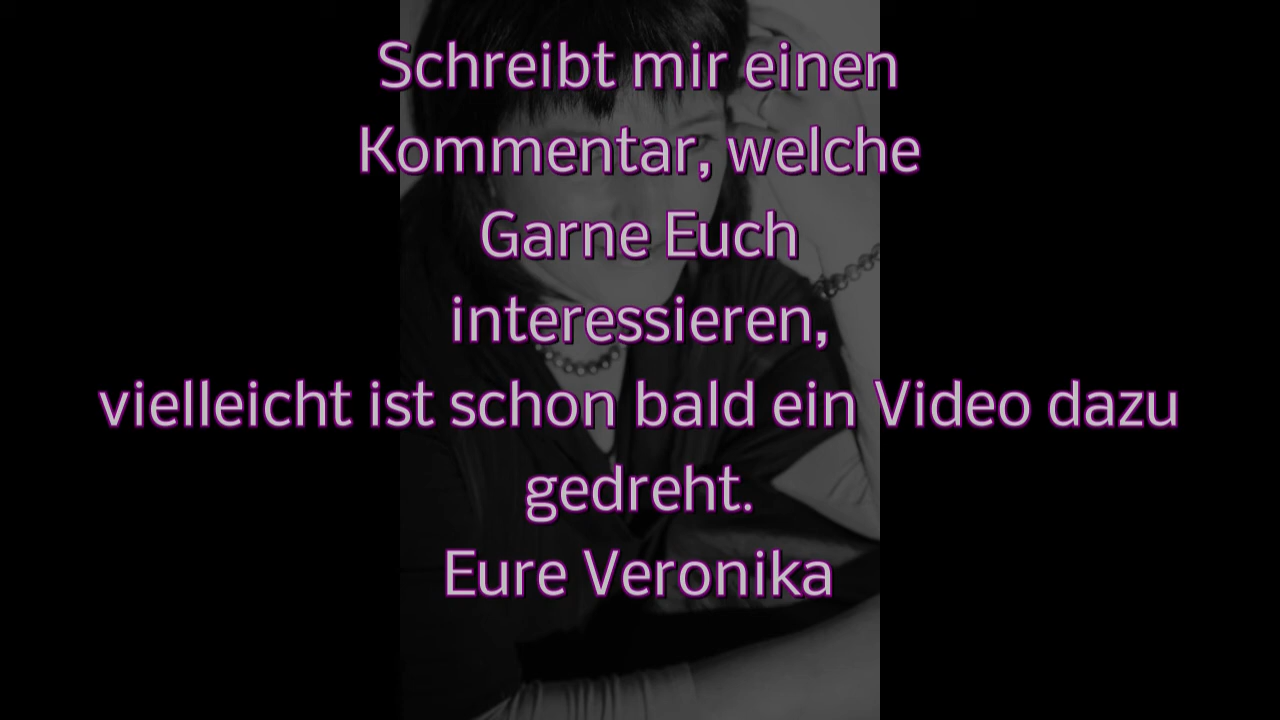 Schreibt mir einen
Kommentar, welche
Garne Euch
interessieren,
vielleicht ist schon bald ein Video dazu
gedreht.
Eure Veronika